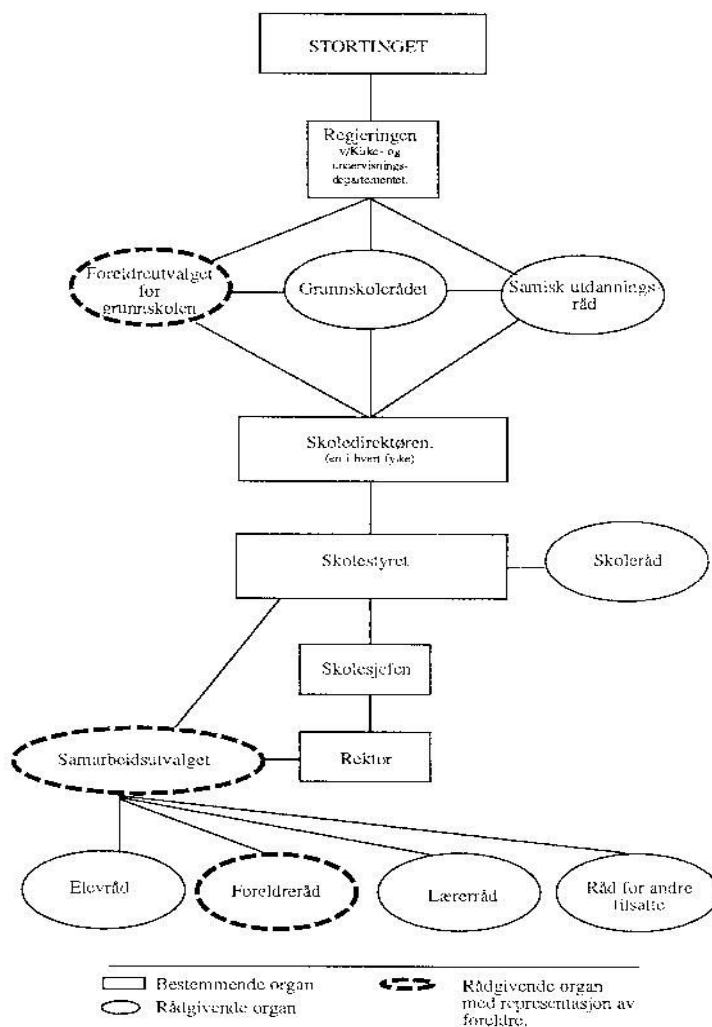 STORTINGET
Regjeringen
v/Kirke- og
undervisnings-
departementet.
Foreldreutvalget
for
grunnskolen
Grunnskolerådet
Samisk utdannings
råd
Skoledirektøren.
(en i hvert fylke)
Skolestyret
Skoleråd
Skolesjefen
Samarbeidsutvalget
Rektor
Elevråd
Foreldreråd
Lærerråd
Råd for andre
tilsatte
Bestemmende organ
Rådgivende organ
Rådgivende organ
med representasjon av
foreldre.